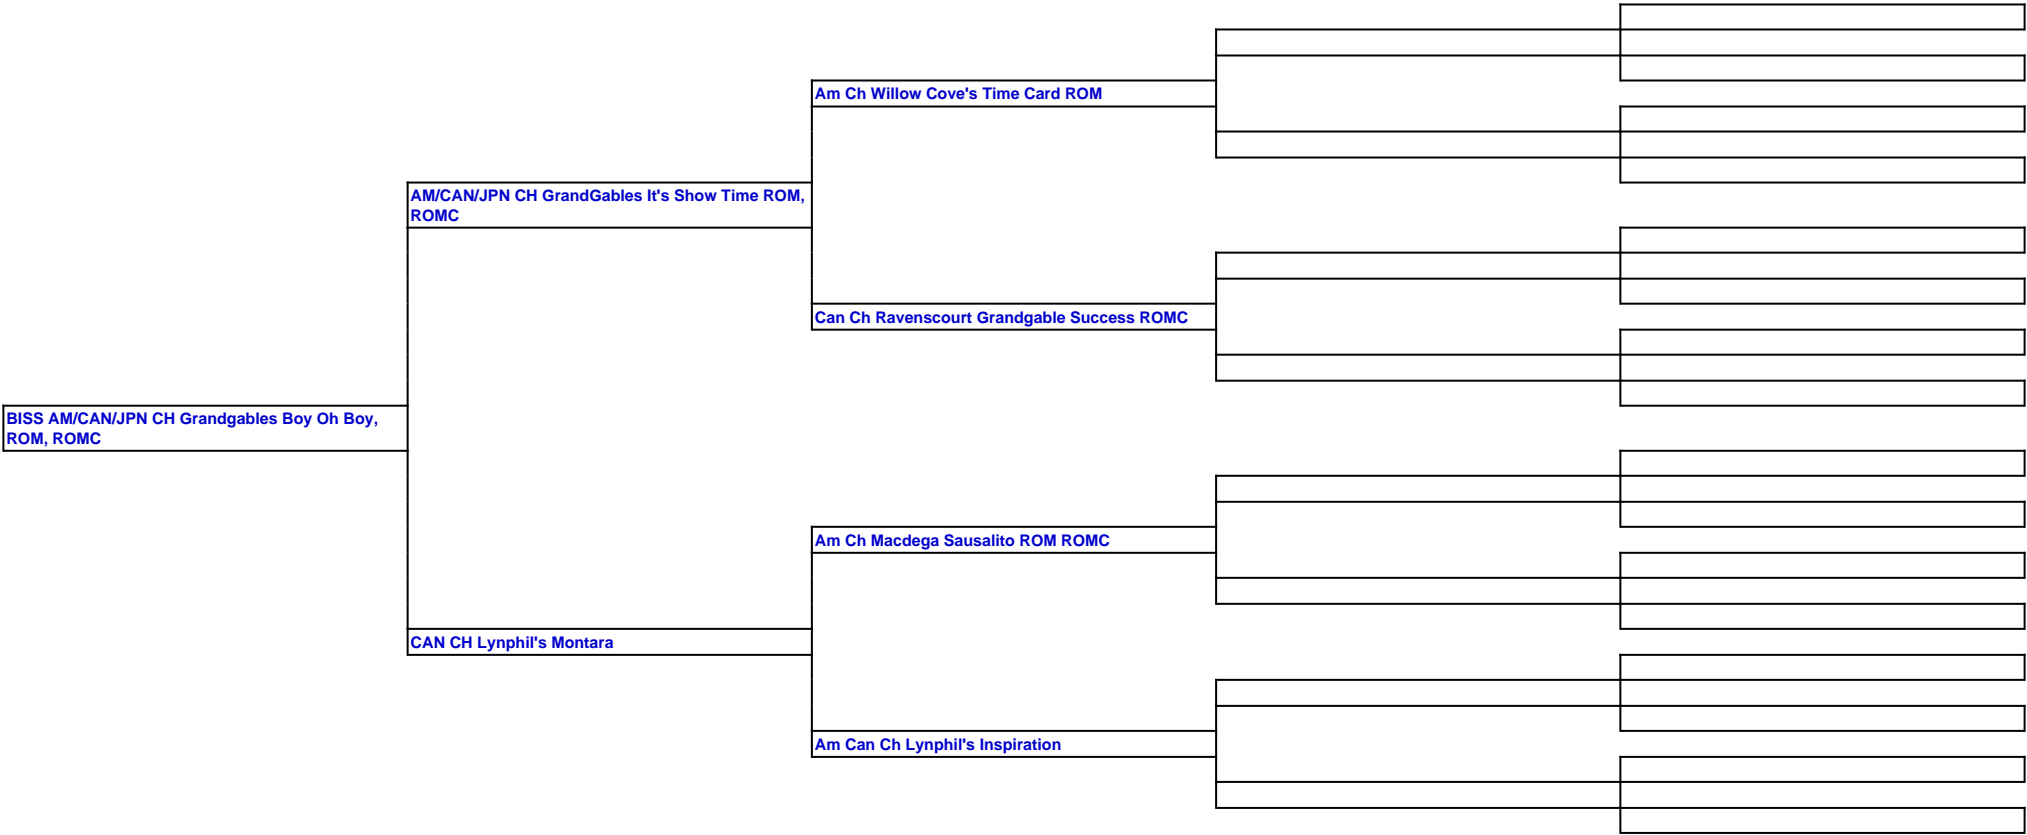 Am Ch Willow Cove's Time Card ROM
AM/CAN/JPN CH GrandGables It's Show Time ROM,
ROMC
Can Ch Ravenscourt Grandgable Success ROMC
BISS AM/CAN/JPN CH Grandgables Boy Oh Boy,
ROM, ROMC
Am Ch Macdega Sausalito ROM ROMC
CAN CH Lynphil's Montara
Am Can Ch Lynphil's Inspiration